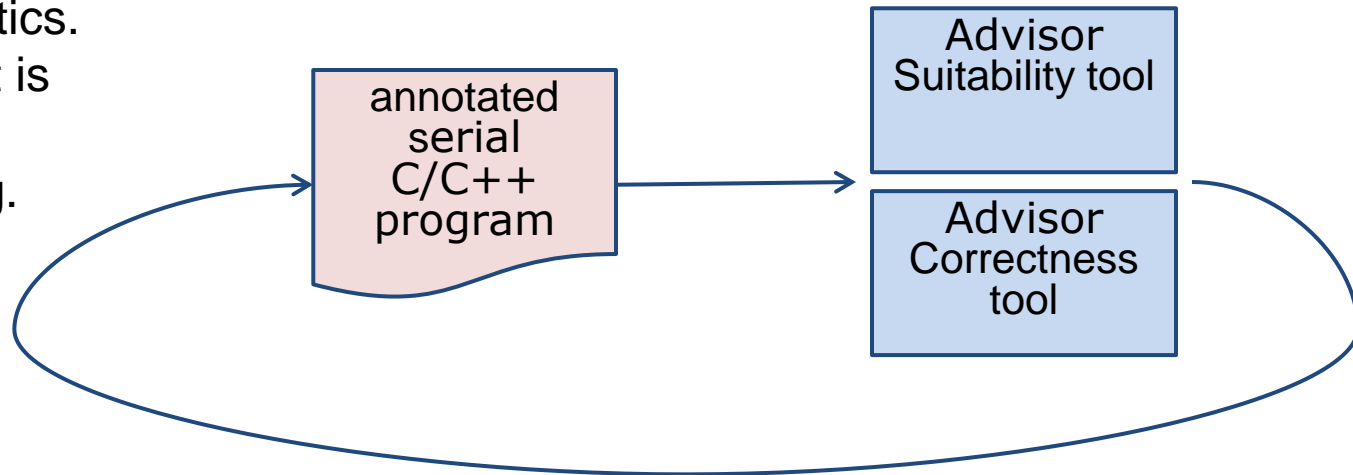 tics.
t is
g.
annotated
serial
C/C++
program
Advisor
Suitability tool
Advisor
Correctness
tool